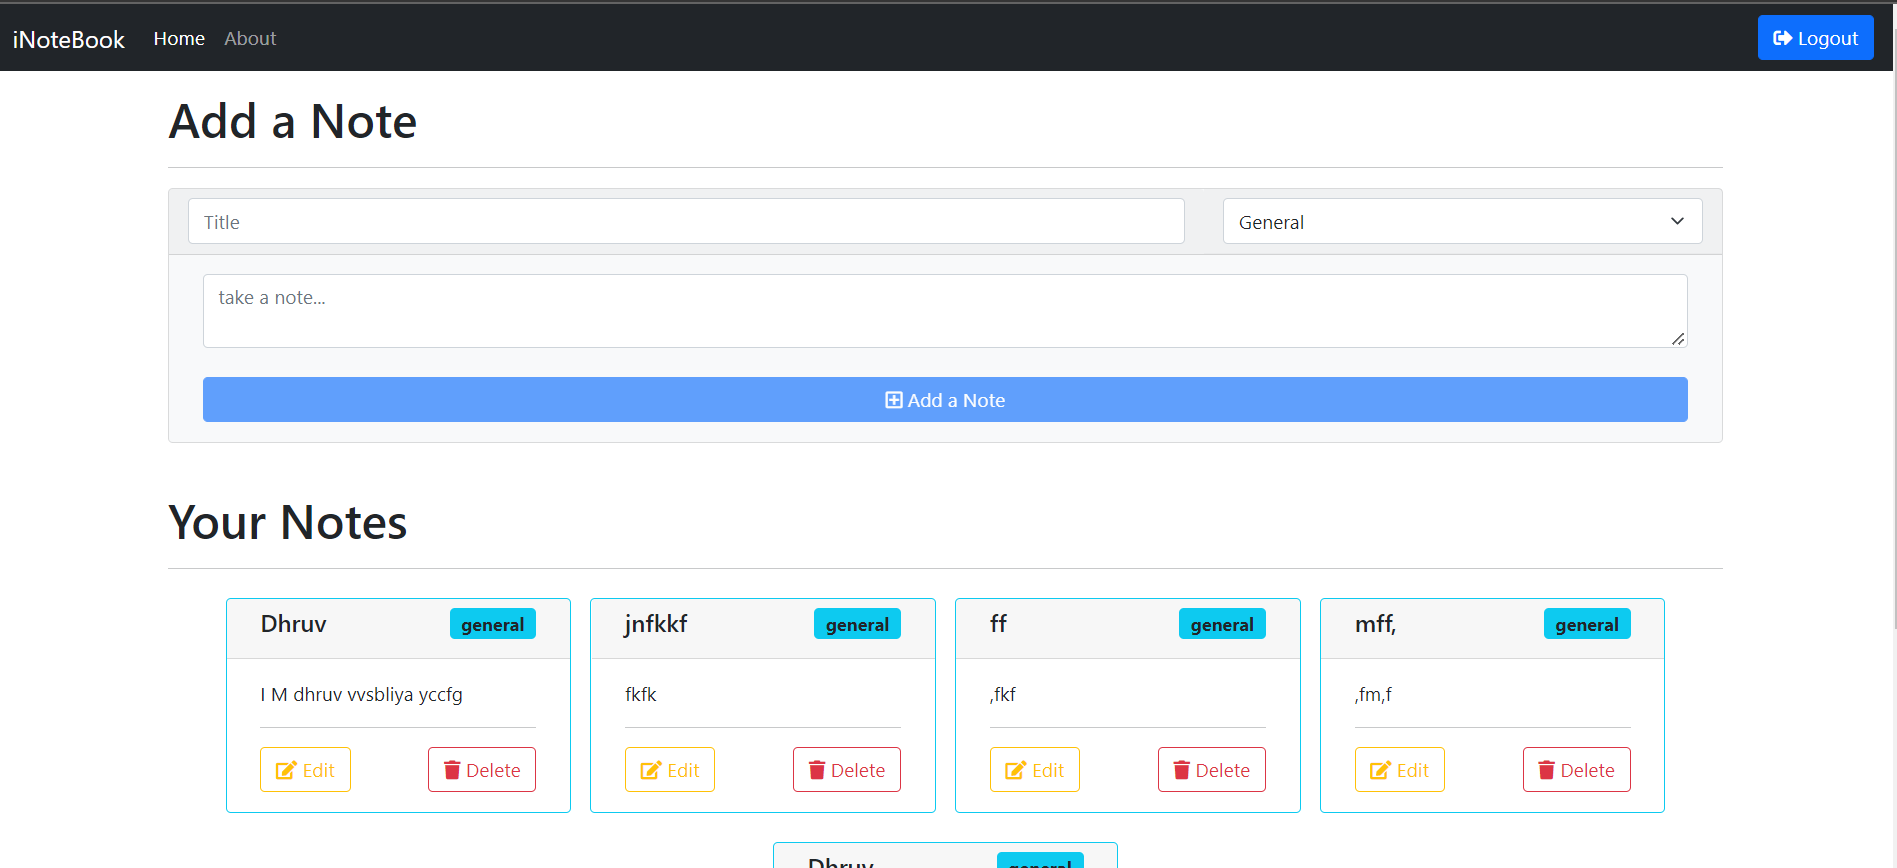 iNoteBook Home About Logout
Add a Note
Title General
take a note...
Add a Note
Your Notes
Dhruv general
I M dhruv vvsbliya yccfg
Edit Delete
jnfkkf general
fkfk
Edit Delete
ff general
,fkf
Edit Delete
mff, general
,fm,f
Edit Delete
Dhruv general